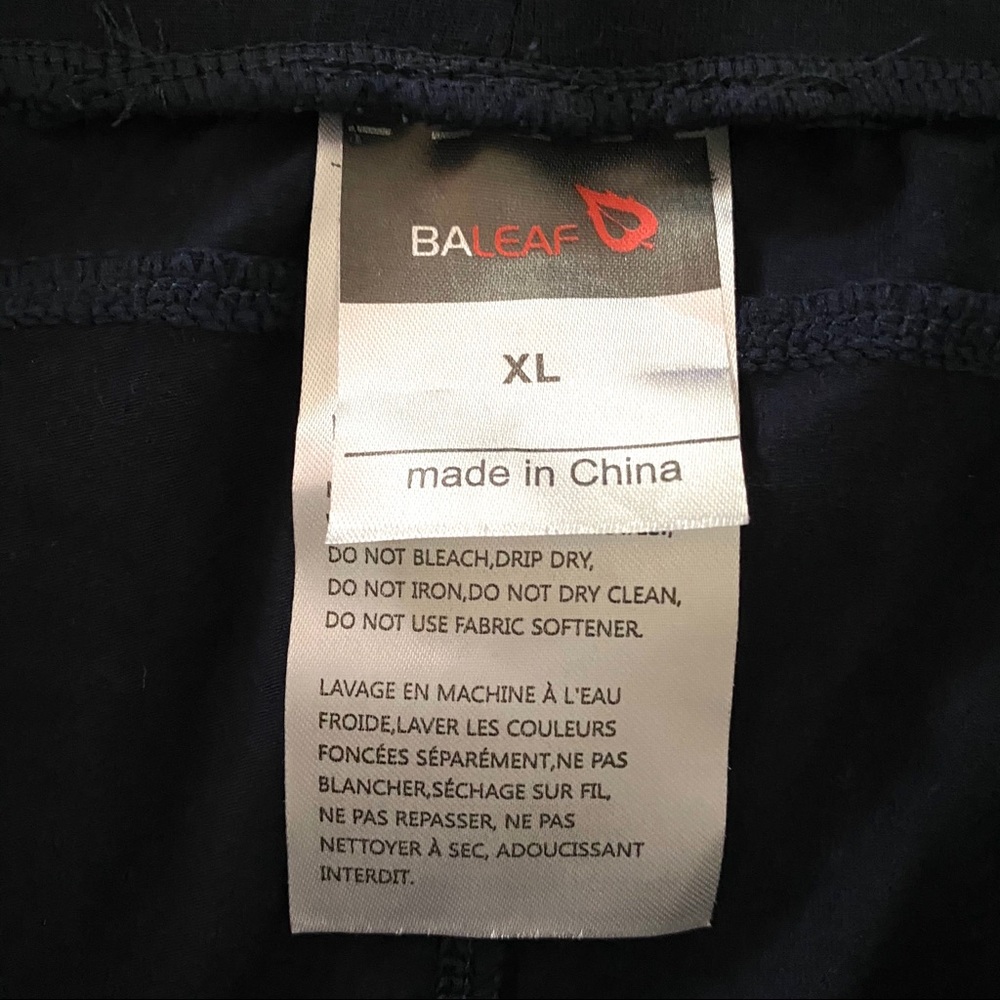 BALEAF
XL
made in China
DO NOT BLEACH,DRIP DRY,
DO NOT IRON,DO NOT DRY CLEAN,
DO NOT USE FABRIC SOFTENER.
LAVAGE EN MACHINE À L'EAU
FROIDE,LAVER LES COULEURS
FONCÉES SÉPARÉMENT,NE PAS
BLANCHER,SÉCHAGE SUR FIL,
NE PAS REPASSER, NE PAS
NETTOYER À SEC, ADOUCISSANT
INTERDIT.